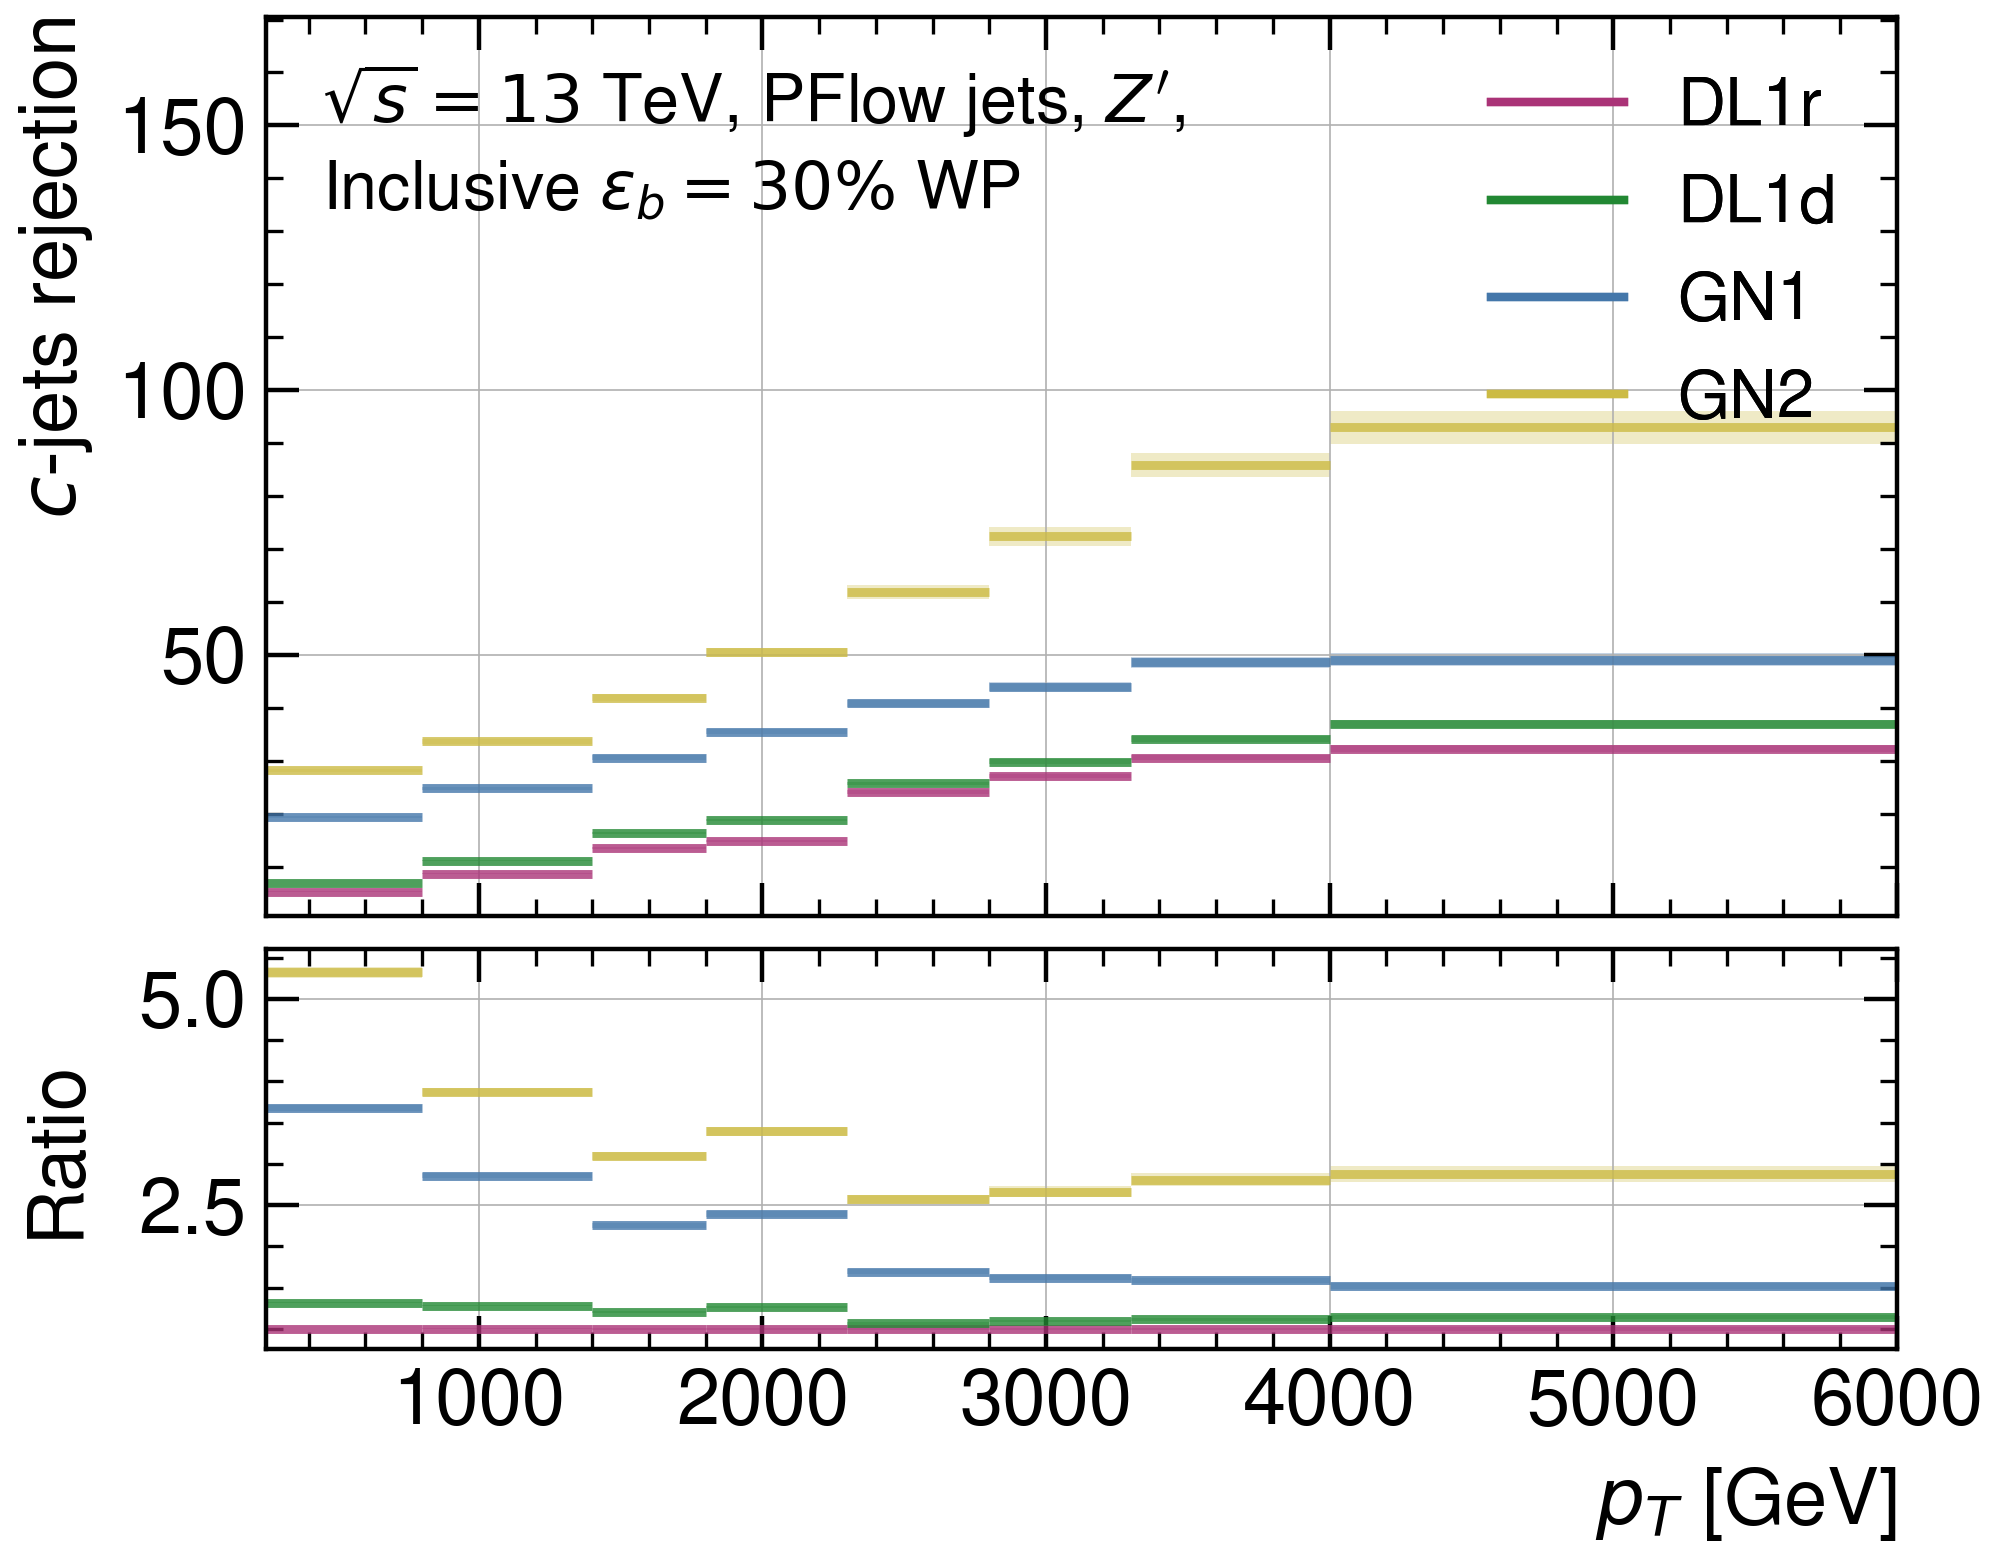 c-jets rejection
150
100
50
√s = 13 TeV, PFlow jets, Z′,
Inclusive εb = 30% WP
DL1r
DL1d
GN1
GN2
Ratio
5.0
2.5
1000 2000 3000 4000 5000 6000
pT [GeV]